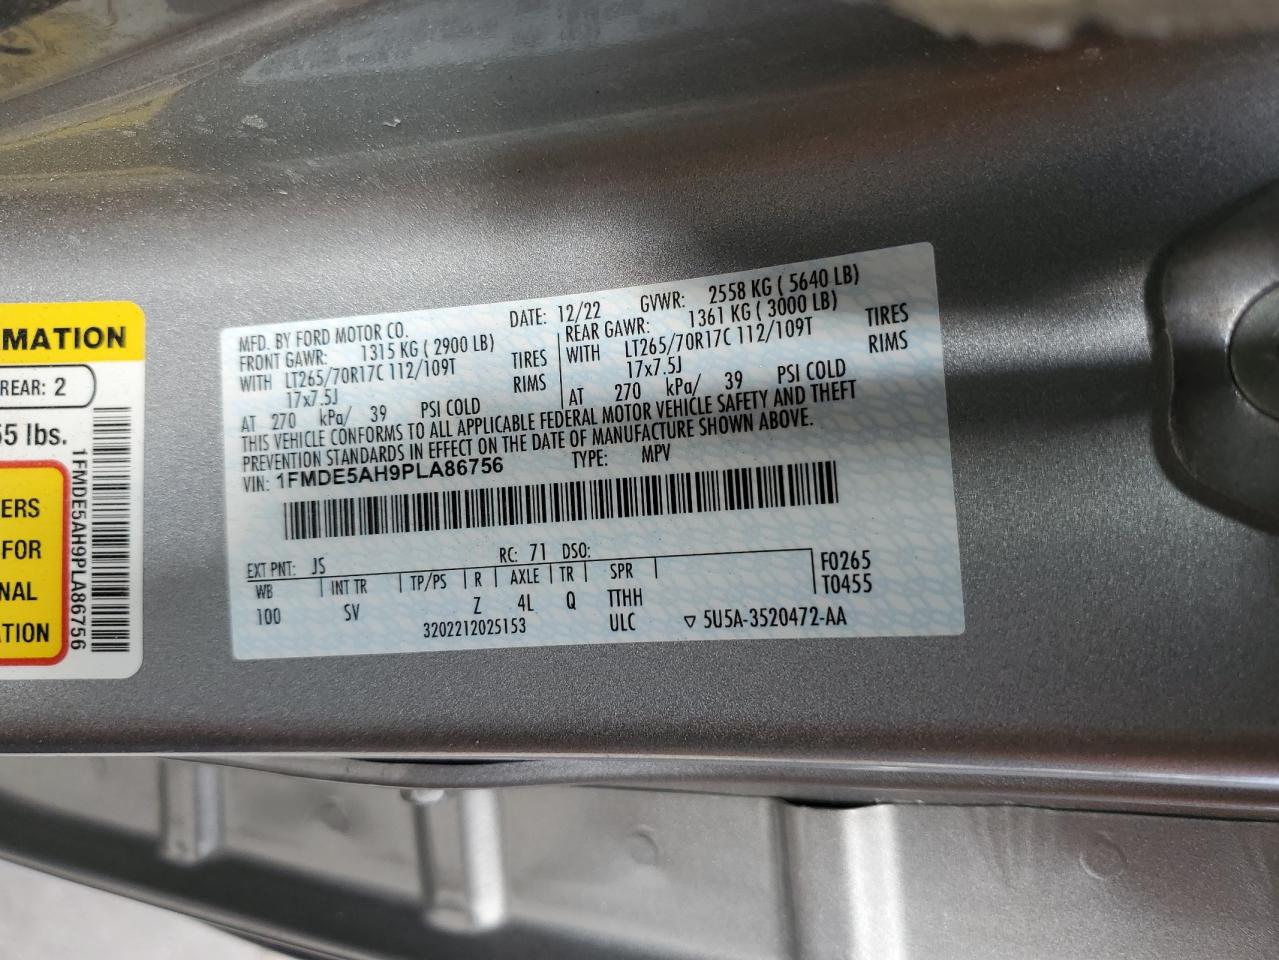 MATION
REAR: 2
55 lbs.
ERS
FOR
NAL
TION
1FMDE5AH9PLA86756
MFD. BY FORD MOTOR CO.
DATE: 12/22 GVWR: 2558 KG ( 5640 LB)
FRONT GAWR: 1315 KG ( 2900 LB)
WITH LT265/70R17C 112/109T TIRES
17x7.5J RIMS
AT 270 kPa/ 39 PSI COLD
REAR GAWR: 1361 KG ( 3000 LB)
WITH LT265/70R17C 112/109T TIRES
17x7.5J RIMS
AT 270 kPa/ 39 PSI COLD
THIS VEHICLE CONFORMS TO ALL APPLICABLE FEDERAL MOTOR VEHICLE SAFETY AND THEFT
PREVENTION STANDARDS IN EFFECT ON THE DATE OF MANUFACTURE SHOWN ABOVE.
VIN: 1FMDE5AH9PLA86756 TYPE: MPV
EXT PNT: JS RC: 71 DSO:
WB INT TR TP/PS R AXLE TR SPR F0265
100 SV Z 4L Q TTHH T0455
3202212025153 ULC ▽ 5U5A-3520472-AA